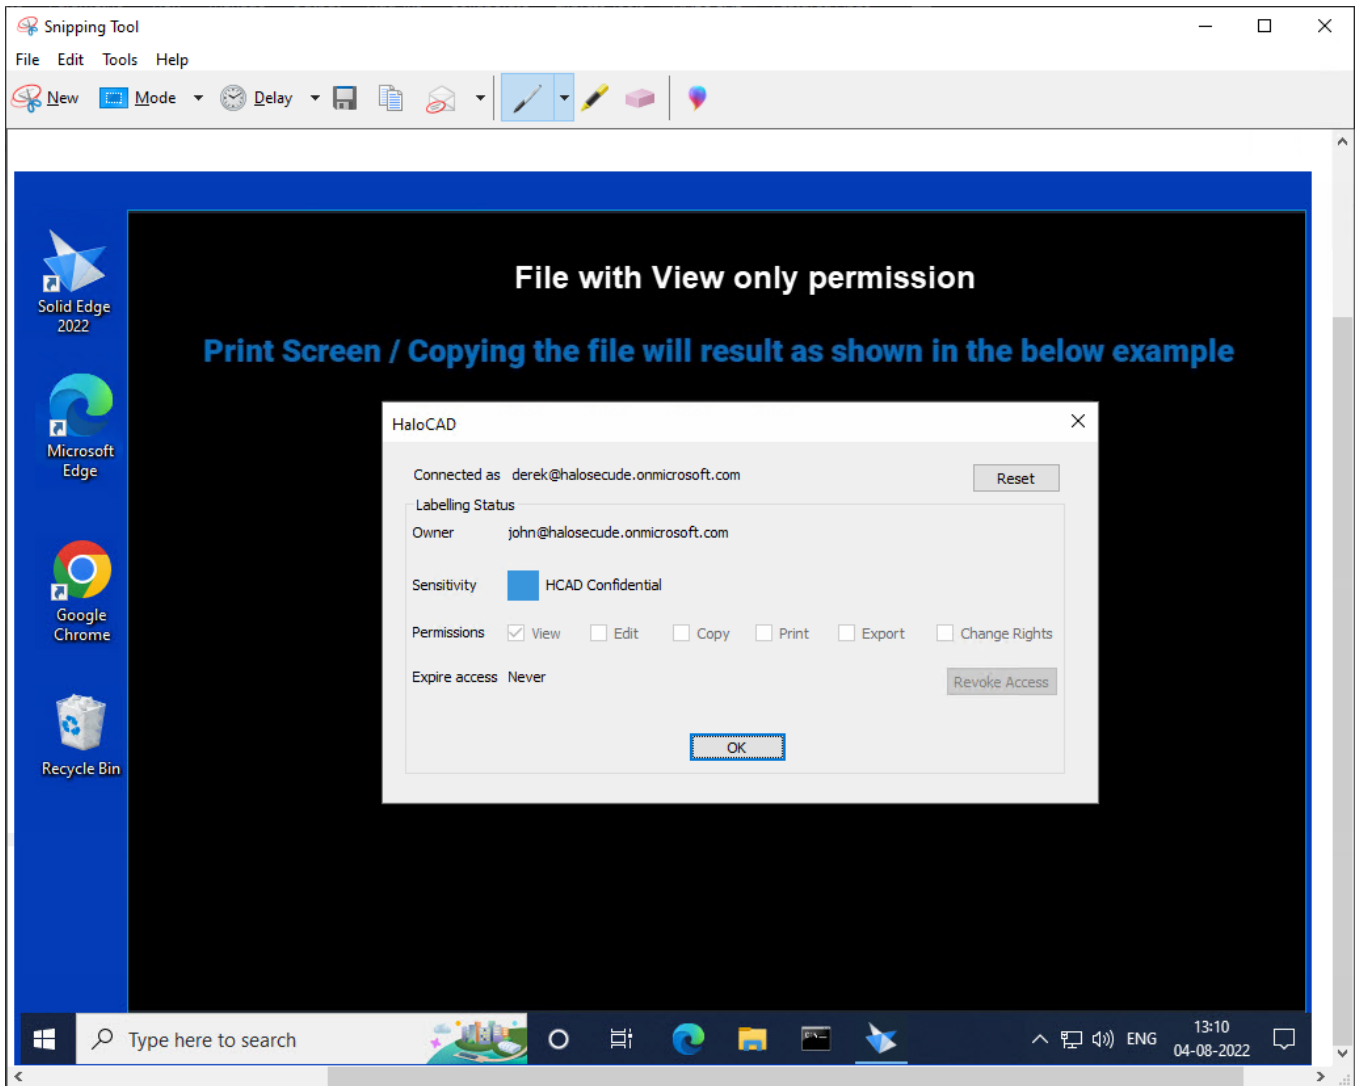 Snipping Tool
File Edit Tools Help
New Mode Delay
File with View only permission
Print Screen / Copying the file will result as shown in the below example
Solid Edge
2022
Microsoft
Edge
Google
Chrome
Recycle Bin
HaloCAD
Connected as derek@halosecude.onmicrosoft.com Reset
Labelling Status
Owner john@halosecude.onmicrosoft.com
Sensitivity HCAD Confidential
Permissions View Edit Copy Print Export Change Rights
Expire access Never Revoke Access
OK
Type here to search
ENG
13:10
04-08-2022